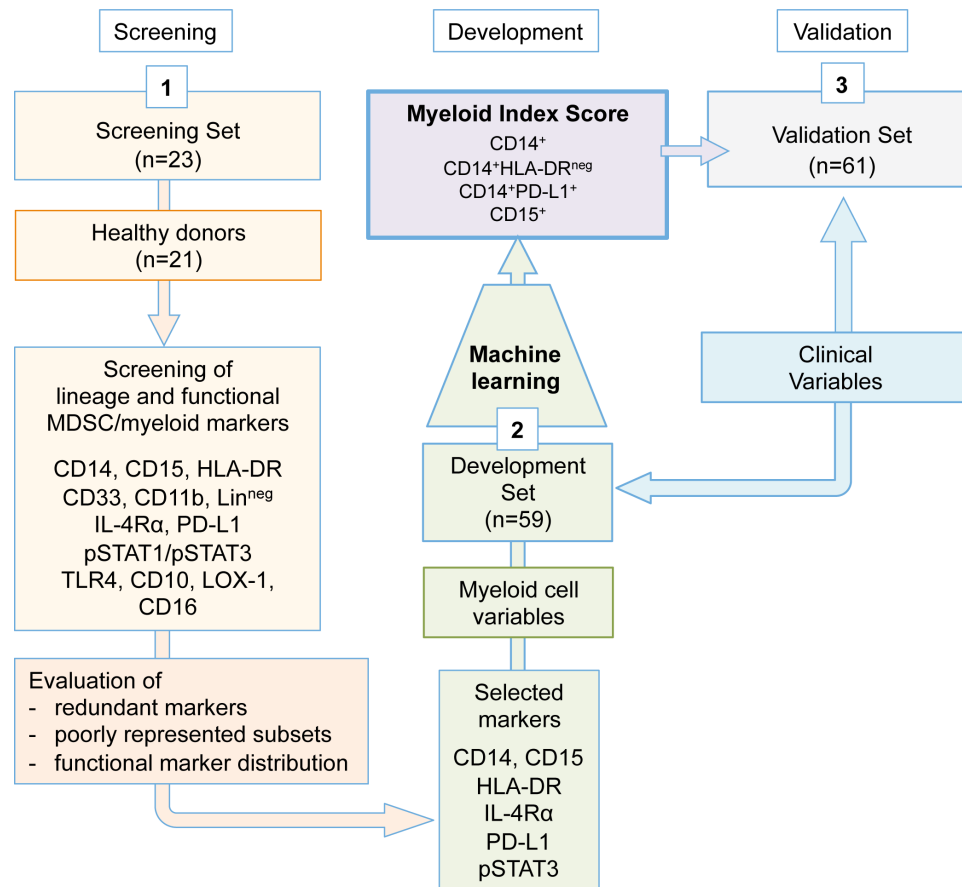 Screening
1
Screening Set
(n=23)
Healthy donors
(n=21)
Screening of
lineage and functional
MDSC/myeloid markers
CD14, CD15, HLA-DR
CD33, CD11b, Linⁿᵉᵍ
IL-4Rα, PD-L1
pSTAT1/pSTAT3
TLR4, CD10, LOX-1,
CD16
Evaluation of
- redundant markers
- poorly represented subsets
- functional marker distribution
Development
Myeloid Index Score
CD14⁺
CD14⁺HLA-DRⁿᵉᵍ
CD14⁺PD-L1⁺
CD15⁺
Machine
learning
2
Development
Set
(n=59)
Myeloid cell
variables
Selected
markers
CD14, CD15
HLA-DR
IL-4Rα
PD-L1
pSTAT3
Validation
3
Validation Set
(n=61)
Clinical
Variables